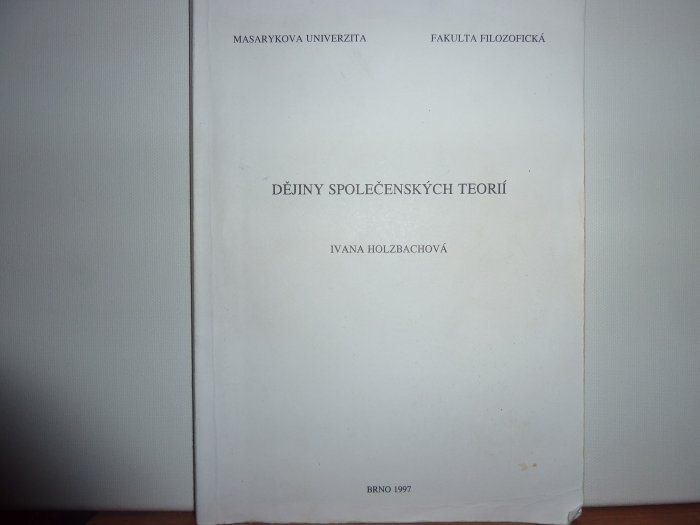 MASARYKOVA UNIVERZITA FAKULTA FILOZOFICKÁ
DĚJINY SPOLEČENSKÝCH TEORIÍ
IVANA HOLZBACHOVÁ
BRNO 1997